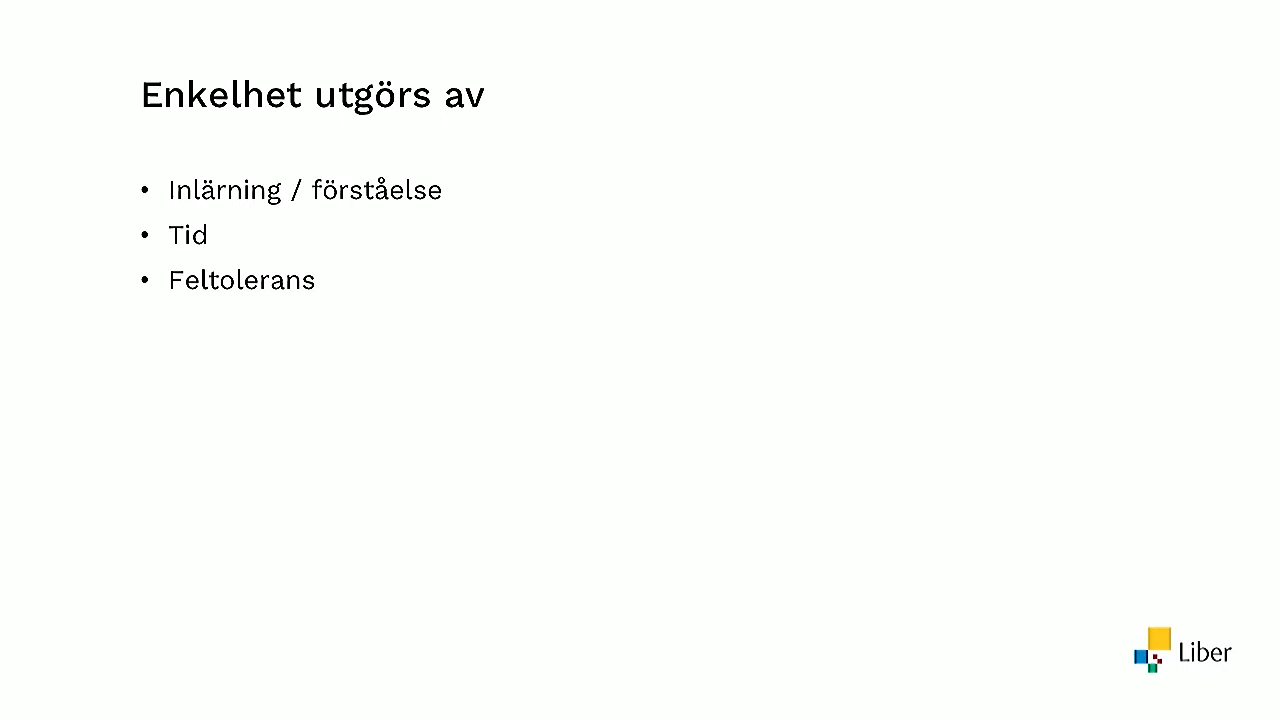 Enkelhet utgörs av
• Inlärning / förståelse
• Tid
• Feltolerans
Liber